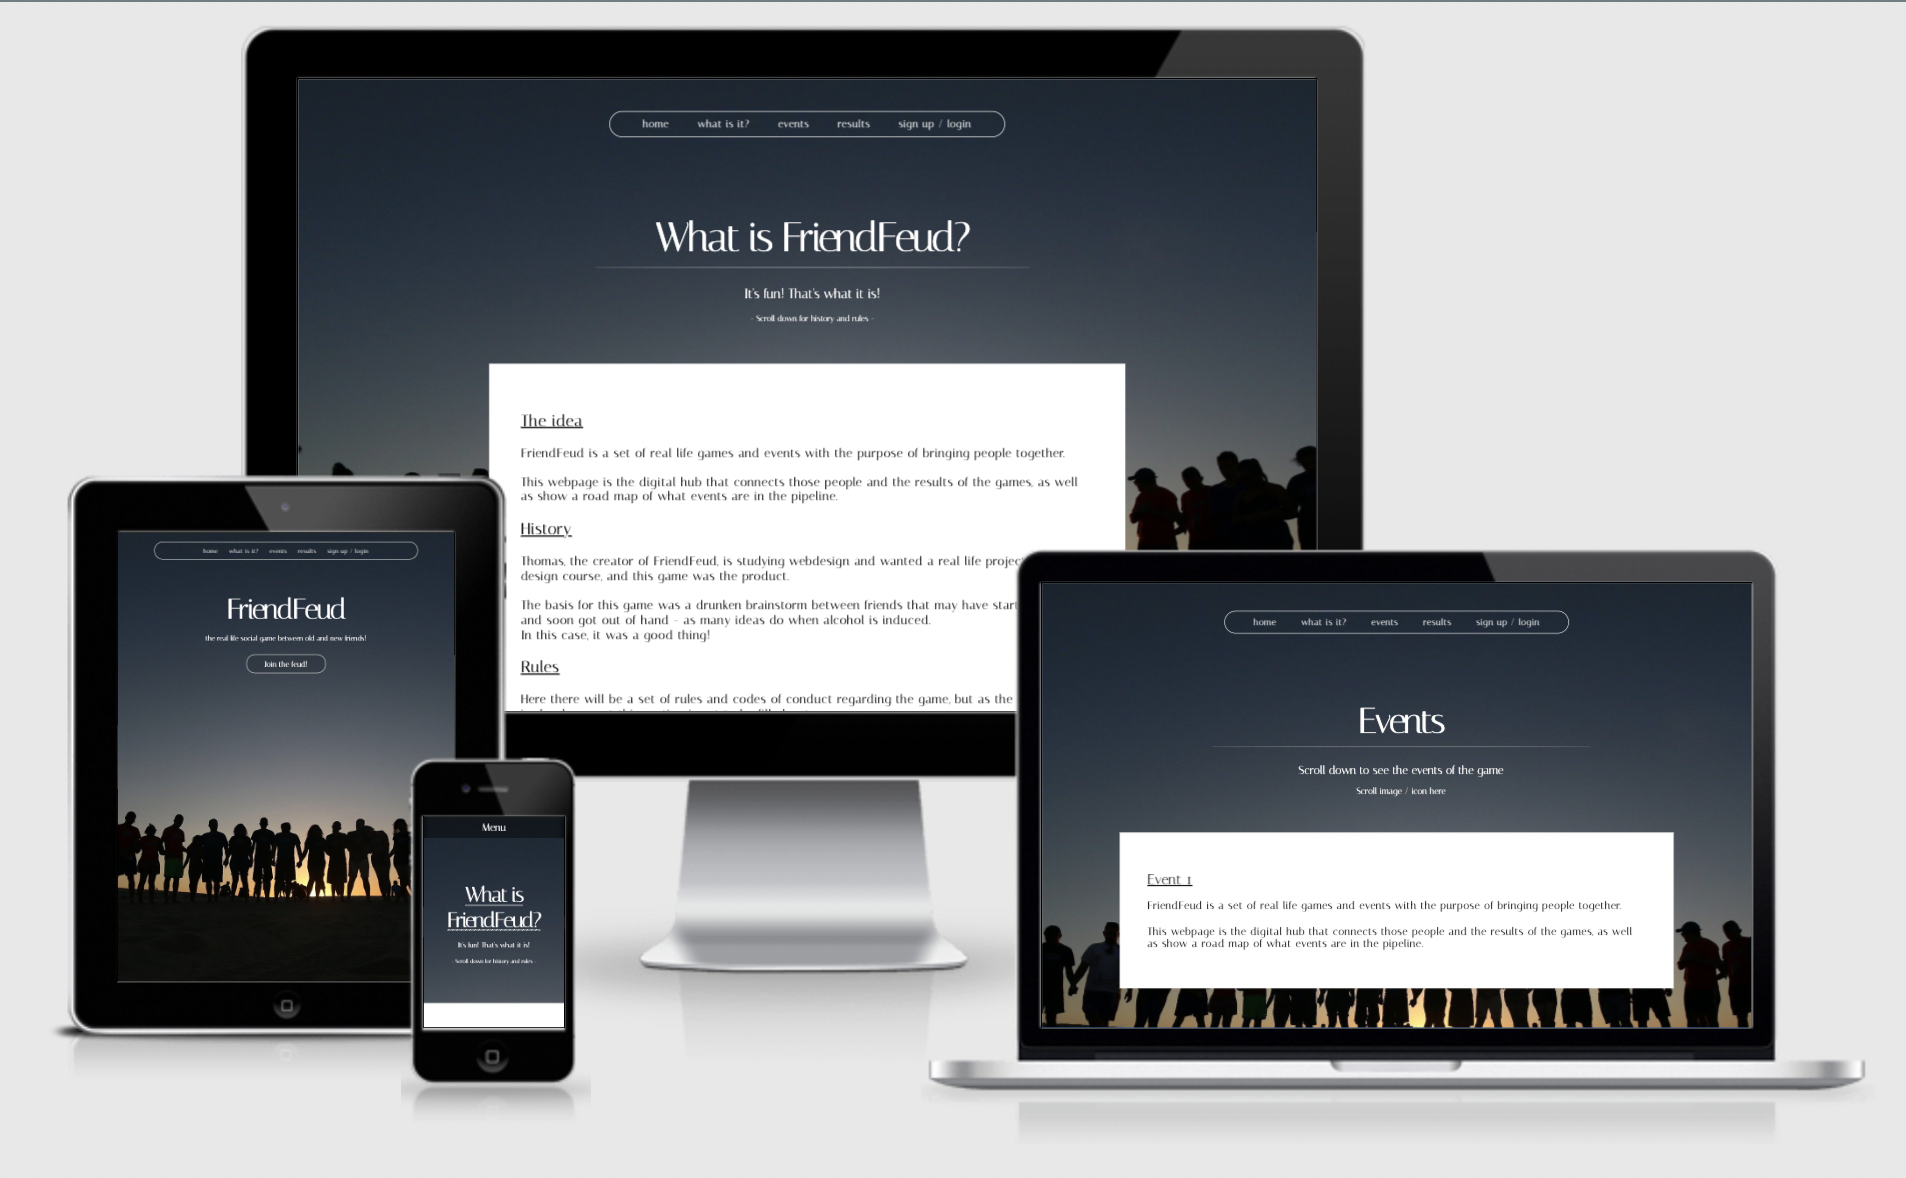 home what is it? events results sign up / login
What is FriendFeud?
It's fun! That's what it is!
- Scroll down for history and rules -
The idea
FriendFeud is a set of real life games and events with the purpose of bringing people together.
This webpage is the digital hub that connects those people and the results of the games, as well
as show a road map of what events are in the pipeline.
History
Thomas, the creator of FriendFeud, is studying webdesign and wanted a real life projec
design course, and this game was the product.
The basis for this game was a drunken brainstorm between friends that may have start
and soon got out of hand - as many ideas do when alcohol is induced.
In this case, it was a good thing!
Rules
Here there will be a set of rules and codes of conduct regarding the game, but as the
home what is it? events results sign up / login
FriendFeud
the real life social game between old and new friends!
Join the feud!
Menu
What is
FriendFeud?
It's fun! That's what it is!
- Scroll down for history and rules -
home what is it? events results sign up / login
Events
Scroll down to see the events of the game
Scroll image / icon here
Event 1
FriendFeud is a set of real life games and events with the purpose of bringing people together.
This webpage is the digital hub that connects those people and the results of the games, as well
as show a road map of what events are in the pipeline.